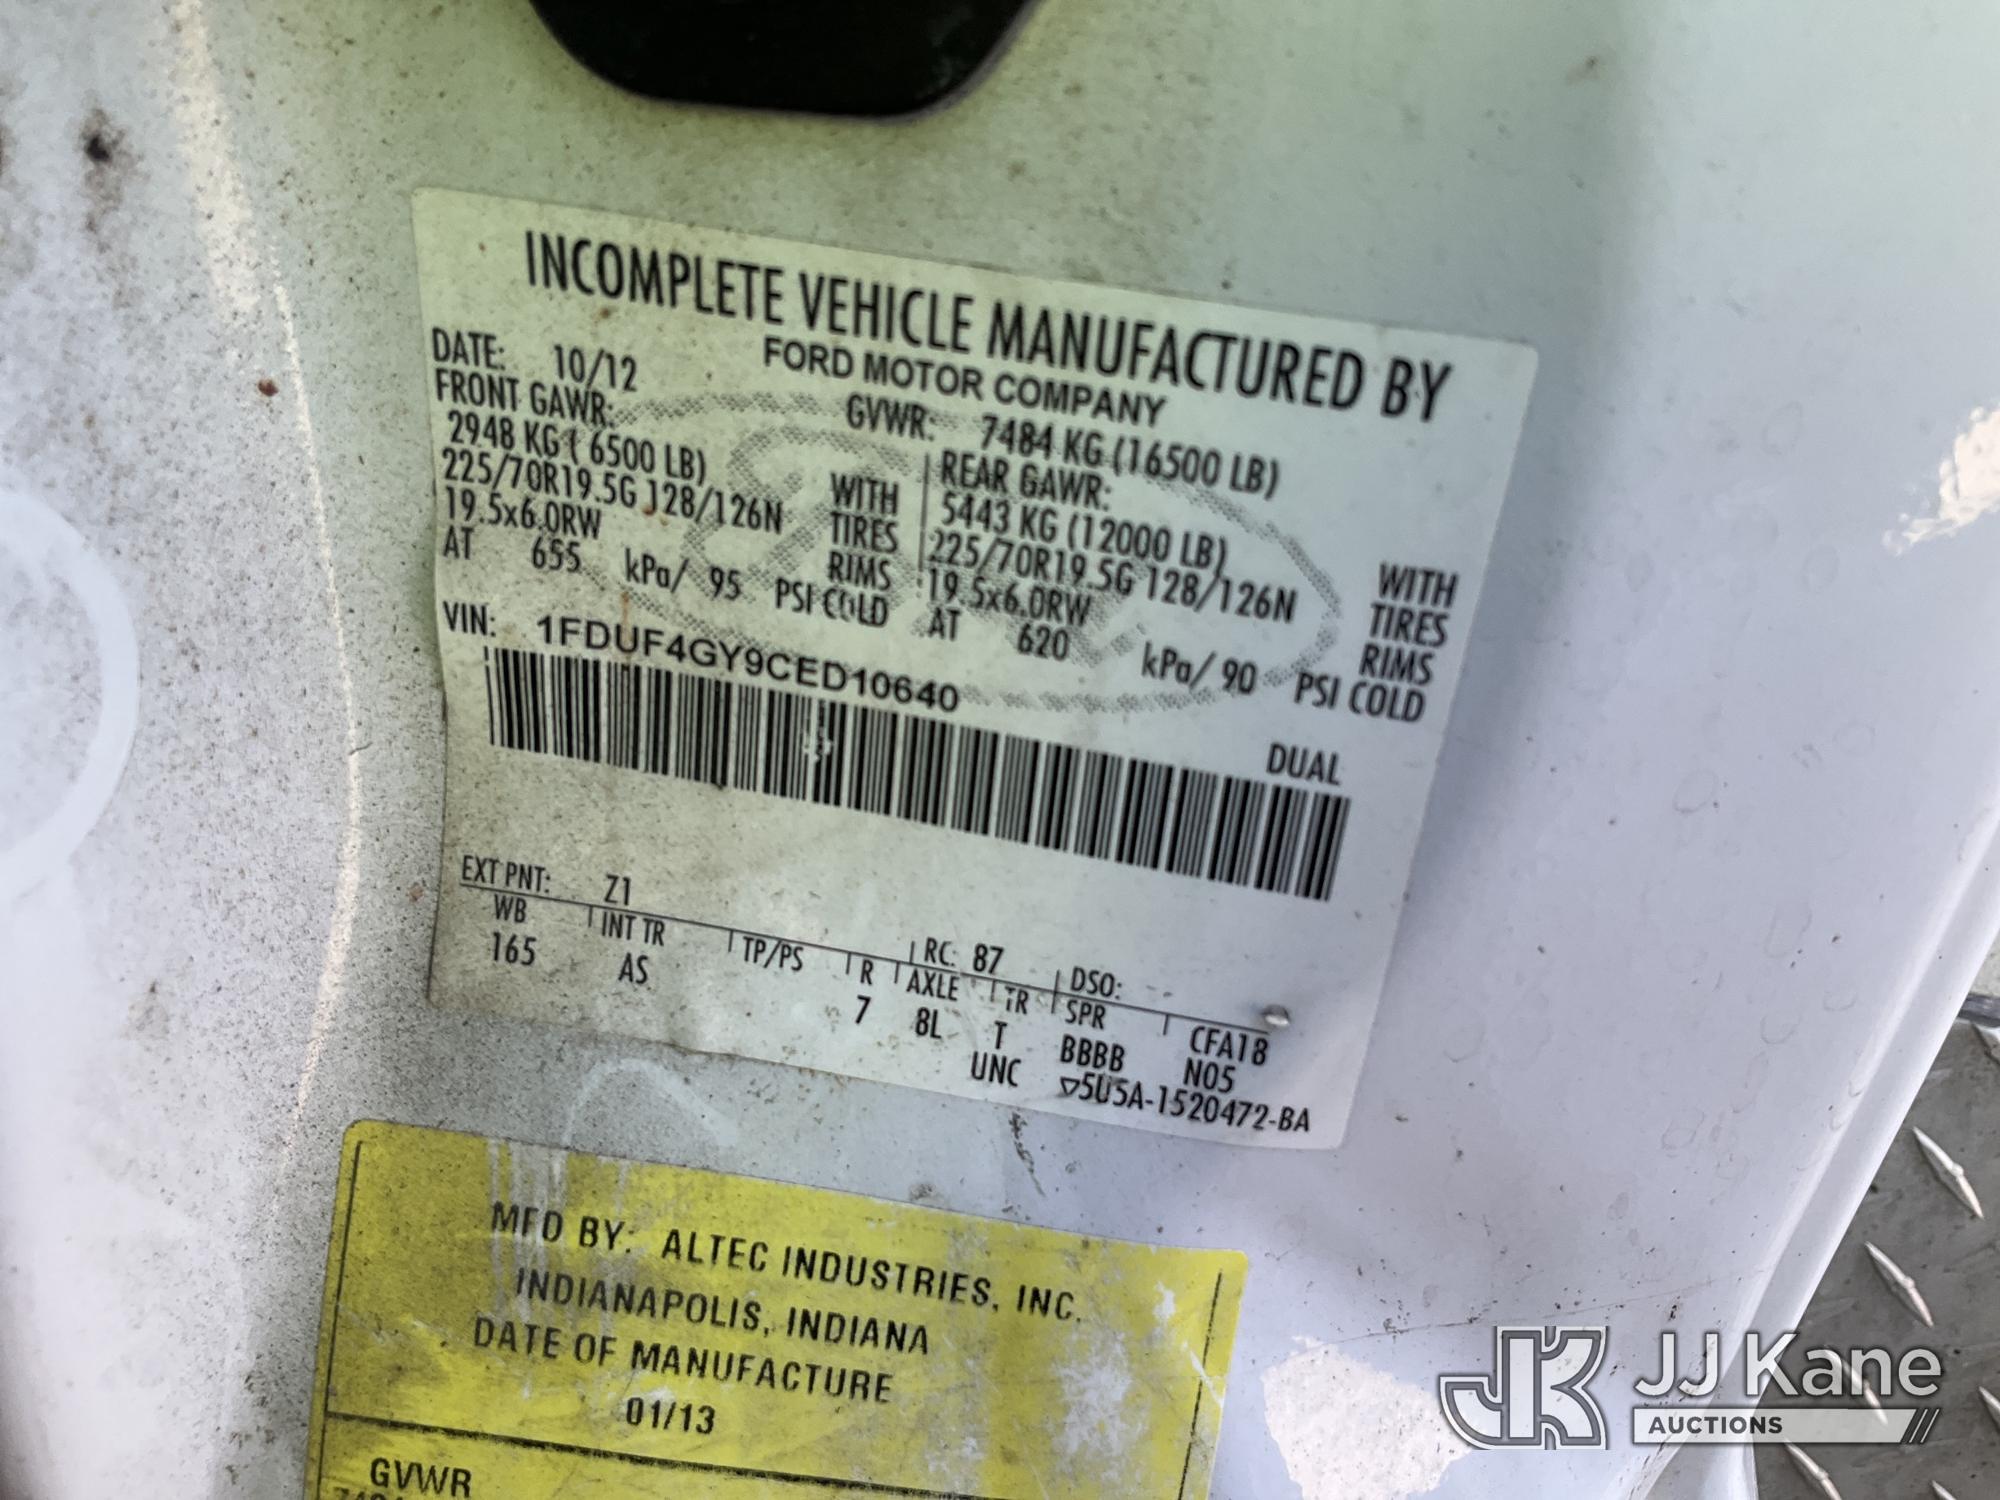 INCOMPLETE VEHICLE MANUFACTURED BY
FORD MOTOR COMPANY
DATE: 10/12 GVWR: 7484 KG (16500 LB)
FRONT GAWR: REAR GAWR:
2948 KG ( 6500 LB) WITH 5443 KG (12000 LB) WITH
225/70R19.5G 128/126N TIRES 225/70R19.5G 128/126N TIRES
19.5x6.0RW RIMS 19.5x6.0RW RIMS
AT 655 kPa/ 95 PSI COLD AT 620 kPa/ 90 PSI COLD
VIN: 1FDUF4GY9CED10640
DUAL
EXT PNT: Z1 RC: 87 DSO:
WB INT TR TP/PS R AXLE TR SPR CFA18
165 AS 7 8L T BBBB N05
UNC ▽5U5A-1520472-BA
MFD BY: ALTEC INDUSTRIES, INC.
INDIANAPOLIS, INDIANA
DATE OF MANUFACTURE
01/13
GVWR
JK JJ Kane
AUCTIONS